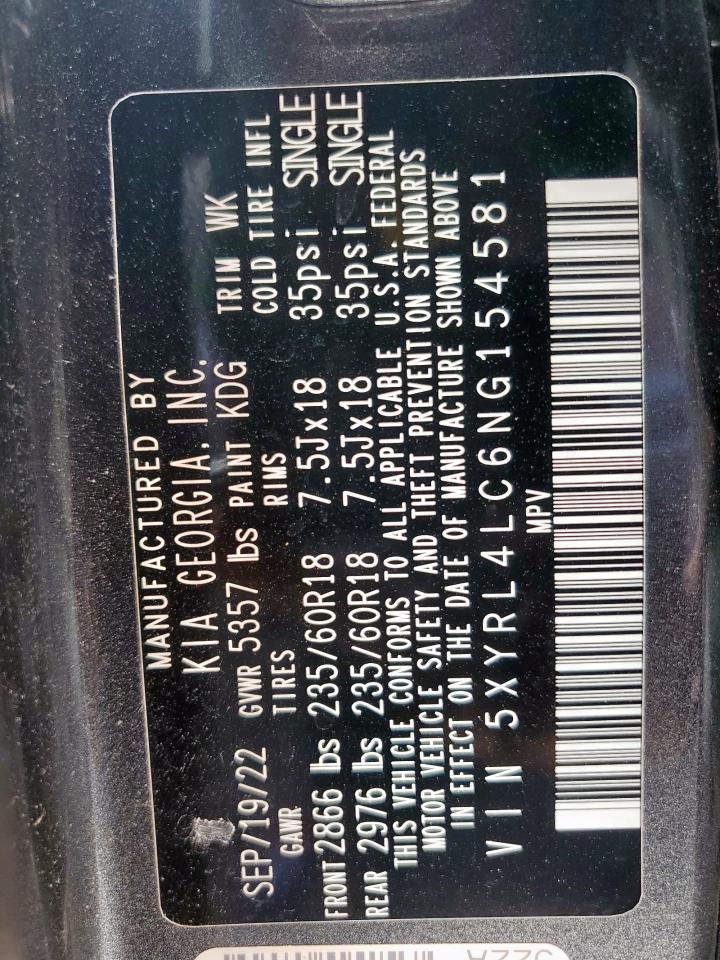 MANUFACTURED BY
KIA GEORGIA, INC.
SEP/19/22 GVWR 5357 lbs PAINT KDG TRIM WK
GAWR TIRES RIMS COLD TIRE INFL
FRONT 2866 lbs 235/60R18 7.5Jx18 35psi SINGLE
REAR 2976 lbs 235/60R18 7.5Jx18 35psi SINGLE
THIS VEHICLE CONFORMS TO ALL APPLICABLE U.S.A. FEDERAL
MOTOR VEHICLE SAFETY AND THEFT PREVENTION STANDARDS
IN EFFECT ON THE DATE OF MANUFACTURE SHOWN ABOVE
VIN 5XYRL4LC6NG154581
MPV